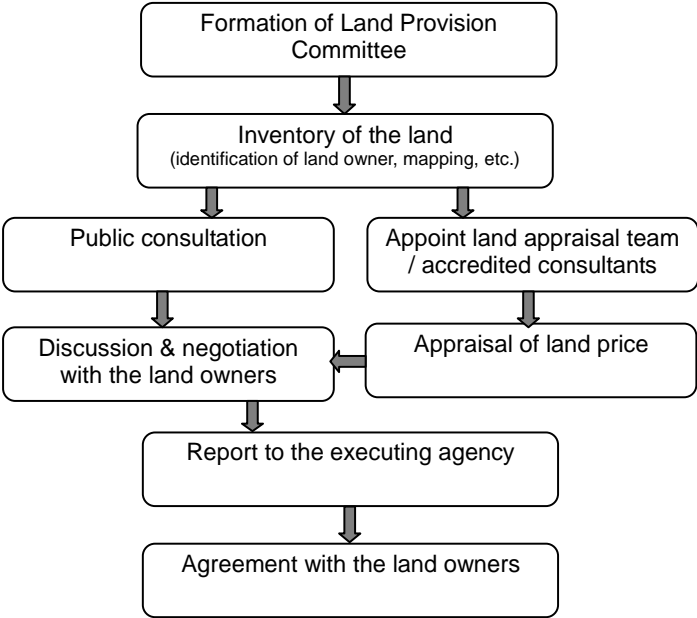 Formation of Land Provision
Committee
Inventory of the land
(identification of land owner, mapping, etc.)
Public consultation
Appoint land appraisal team
/ accredited consultants
Discussion & negotiation
with the land owners
Appraisal of land price
Report to the executing agency
Agreement with the land owners